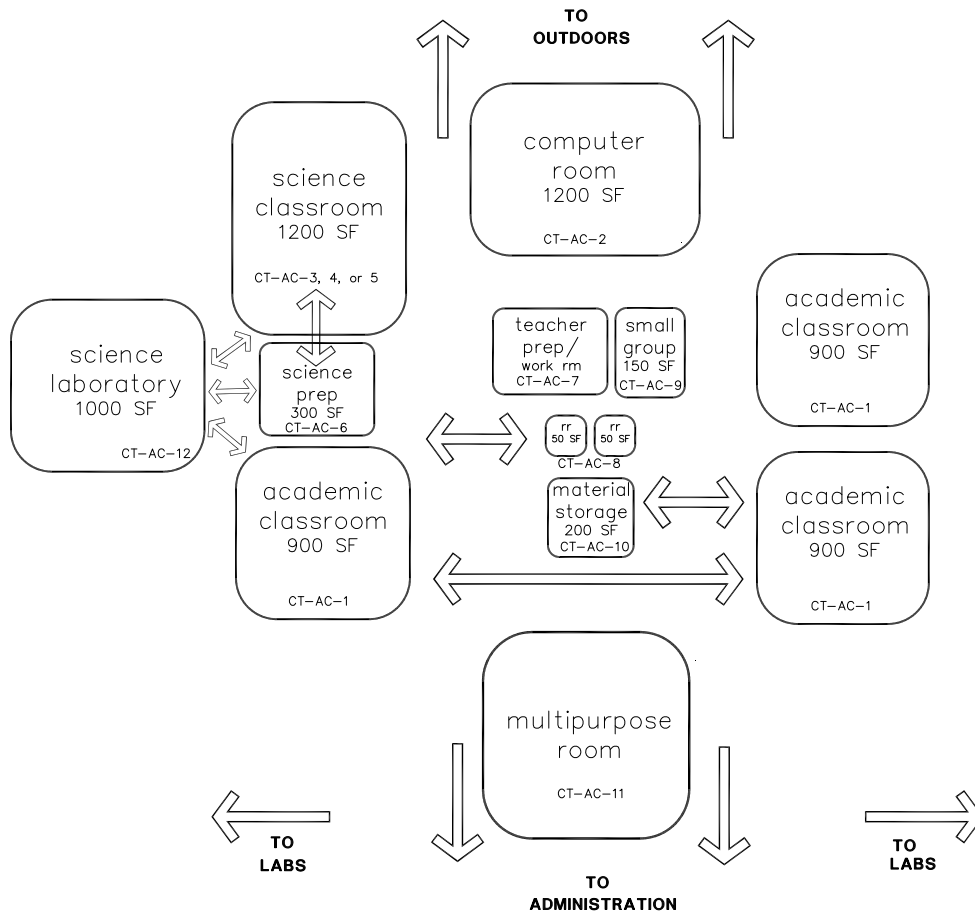 TO
OUTDOORS
computer
room
1200 SF
CT-AC-2
science
classroom
1200 SF
CT-AC-3, 4, or 5
academic
classroom
900 SF
CT-AC-1
teacher
prep/
work rm
CT-AC-7
small
group
150 SF
CT-AC-9
science
laboratory
1000 SF
CT-AC-12
science
prep
300 SF
CT-AC-6
rr
50 SF
rr
50 SF
CT-AC-8
academic
classroom
900 SF
CT-AC-1
material
storage
200 SF
CT-AC-10
academic
classroom
900 SF
CT-AC-1
multipurpose
room
CT-AC-11
TO
LABS
TO
LABS
TO
ADMINISTRATION